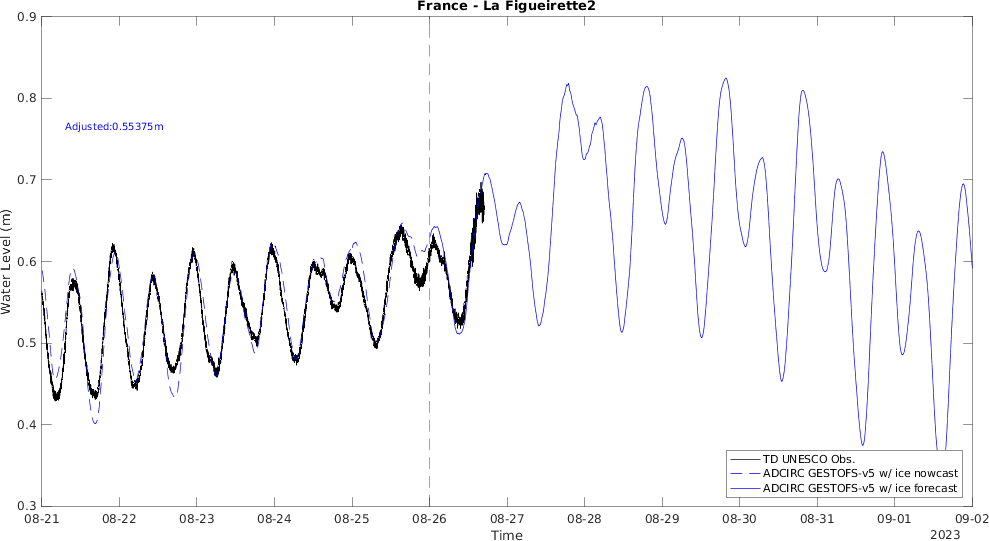 France - La Figueirette2
0.9
0.8
0.7
0.6
0.5
0.4
0.3
Water Level (m)
Adjusted:0.55375m
TD UNESCO Obs.
ADCIRC GESTOFS-v5 w/ ice nowcast
ADCIRC GESTOFS-v5 w/ ice forecast
08-21 08-22 08-23 08-24 08-25 08-26 08-27 08-28 08-29 08-30 08-31 09-01 09-02
Time
2023